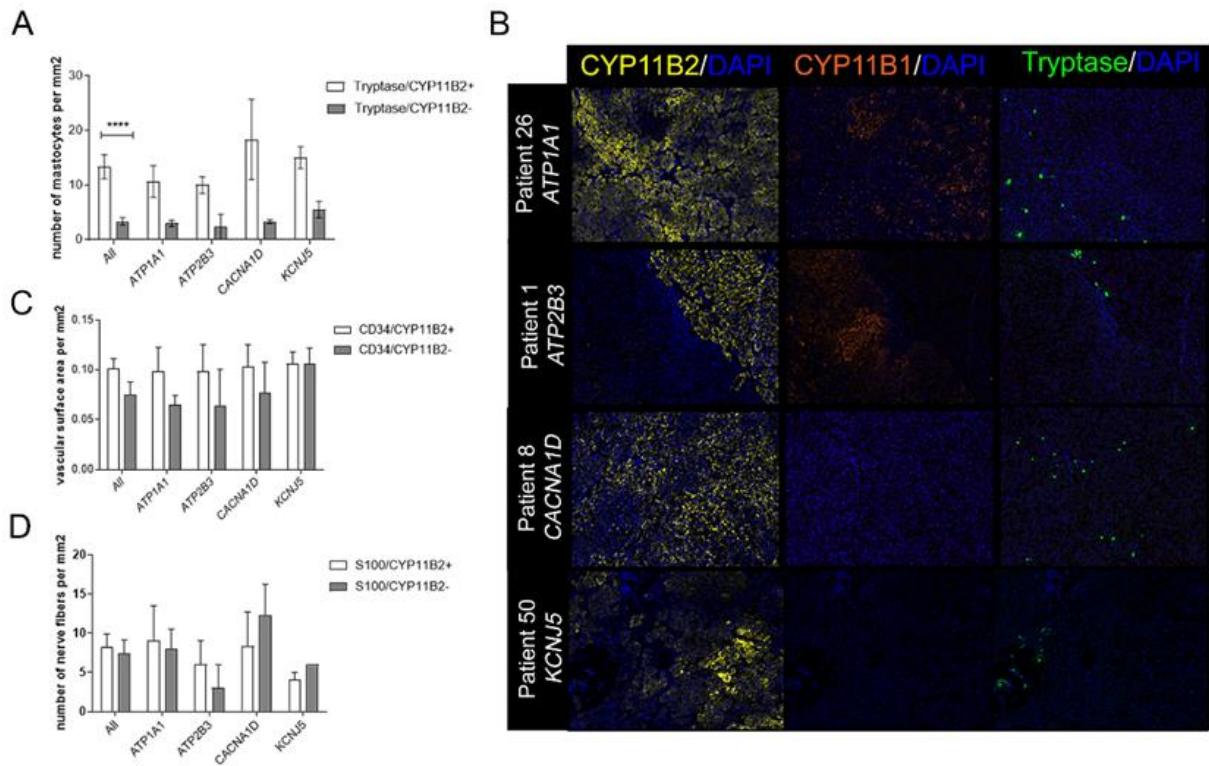 A
number of mastocytes per mm2
20
10
0
30
****
Tryptase/CYP11B2+
Tryptase/CYP11B2-
All
ATP1A1
ATP2B3
CACNA1D
KCNJ5
B
CYP11B2/DAPI
CYP11B1/DAPI
Tryptase/DAPI
Patient 26
ATP1A1
Patient 1
ATP2B3
Patient 8
CACNA1D
Patient 50
KCNJ5
C
vascular surface area per mm2
0.15
0.10
0.05
0.00
CD34/CYP11B2+
CD34/CYP11B2-
All
ATP1A1
ATP2B3
CACNA1D
KCNJ5
D
number of nerve fibers per mm2
20
15
10
5
0
S100/CYP11B2+
S100/CYP11B2-
All
ATP1A1
ATP2B3
CACNA1D
KCNJ5